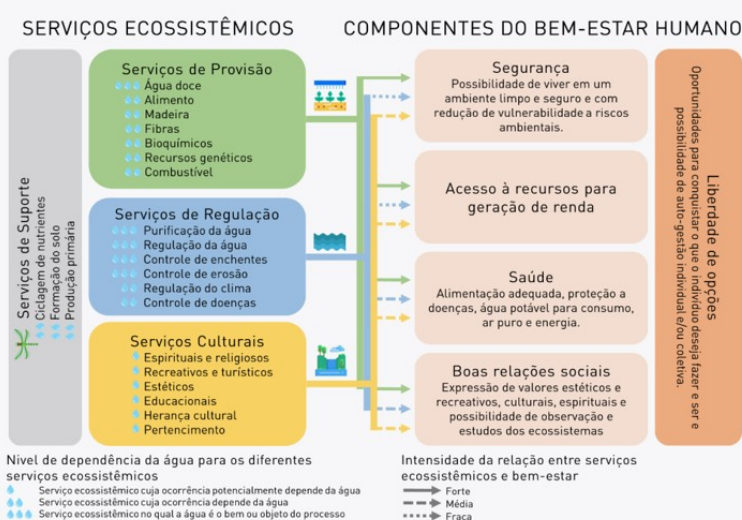 SERVIÇOS ECOSSISTÊMICOS
COMPONENTES DO BEM-ESTAR HUMANO
Serviços de Suporte
Ciclagem de nutrientes
Formação do solo
Produção primária
Serviços de Provisão
Água doce
Alimento
Madeira
Fibras
Bioquímicos
Recursos genéticos
Combustível
Serviços de Regulação
Purificação da água
Regulação da água
Controle de enchentes
Controle de erosão
Regulação do clima
Controle de doenças
Serviços Culturais
Espirituais e religiosos
Recreativos e turísticos
Estéticos
Educacionais
Herança cultural
Pertencimento
Segurança
Possibilidade de viver em um
ambiente limpo e seguro e com
redução de vulnerabilidade a riscos
ambientais.
Acesso à recursos para
geração de renda
Saúde
Alimentação adequada, proteção a
doenças, água potável para consumo,
ar puro e energia.
Boas relações sociais
Expressão de valores estéticos e
recreativos, culturais, espirituais e
possibilidade de observação e
estudos dos ecossistemas
Liberdade de opções
Oportunidades para conquistar o que o indivíduo deseja fazer e ser e
possibilidade de auto-gestão individual e/ou coletiva.
Nivel de dependência da água para os diferentes
serviços ecossistêmicos
Serviço ecossistêmico cuja ocorrência potencialmente depende da água
Serviço ecossistêmico cuja ocorrência depende da água
Serviço ecossistêmico no qual a água é o bem ou objeto do processo
Intensidade da relação entre serviços
ecossistêmicos e bem-estar
Forte
Média
Fraca